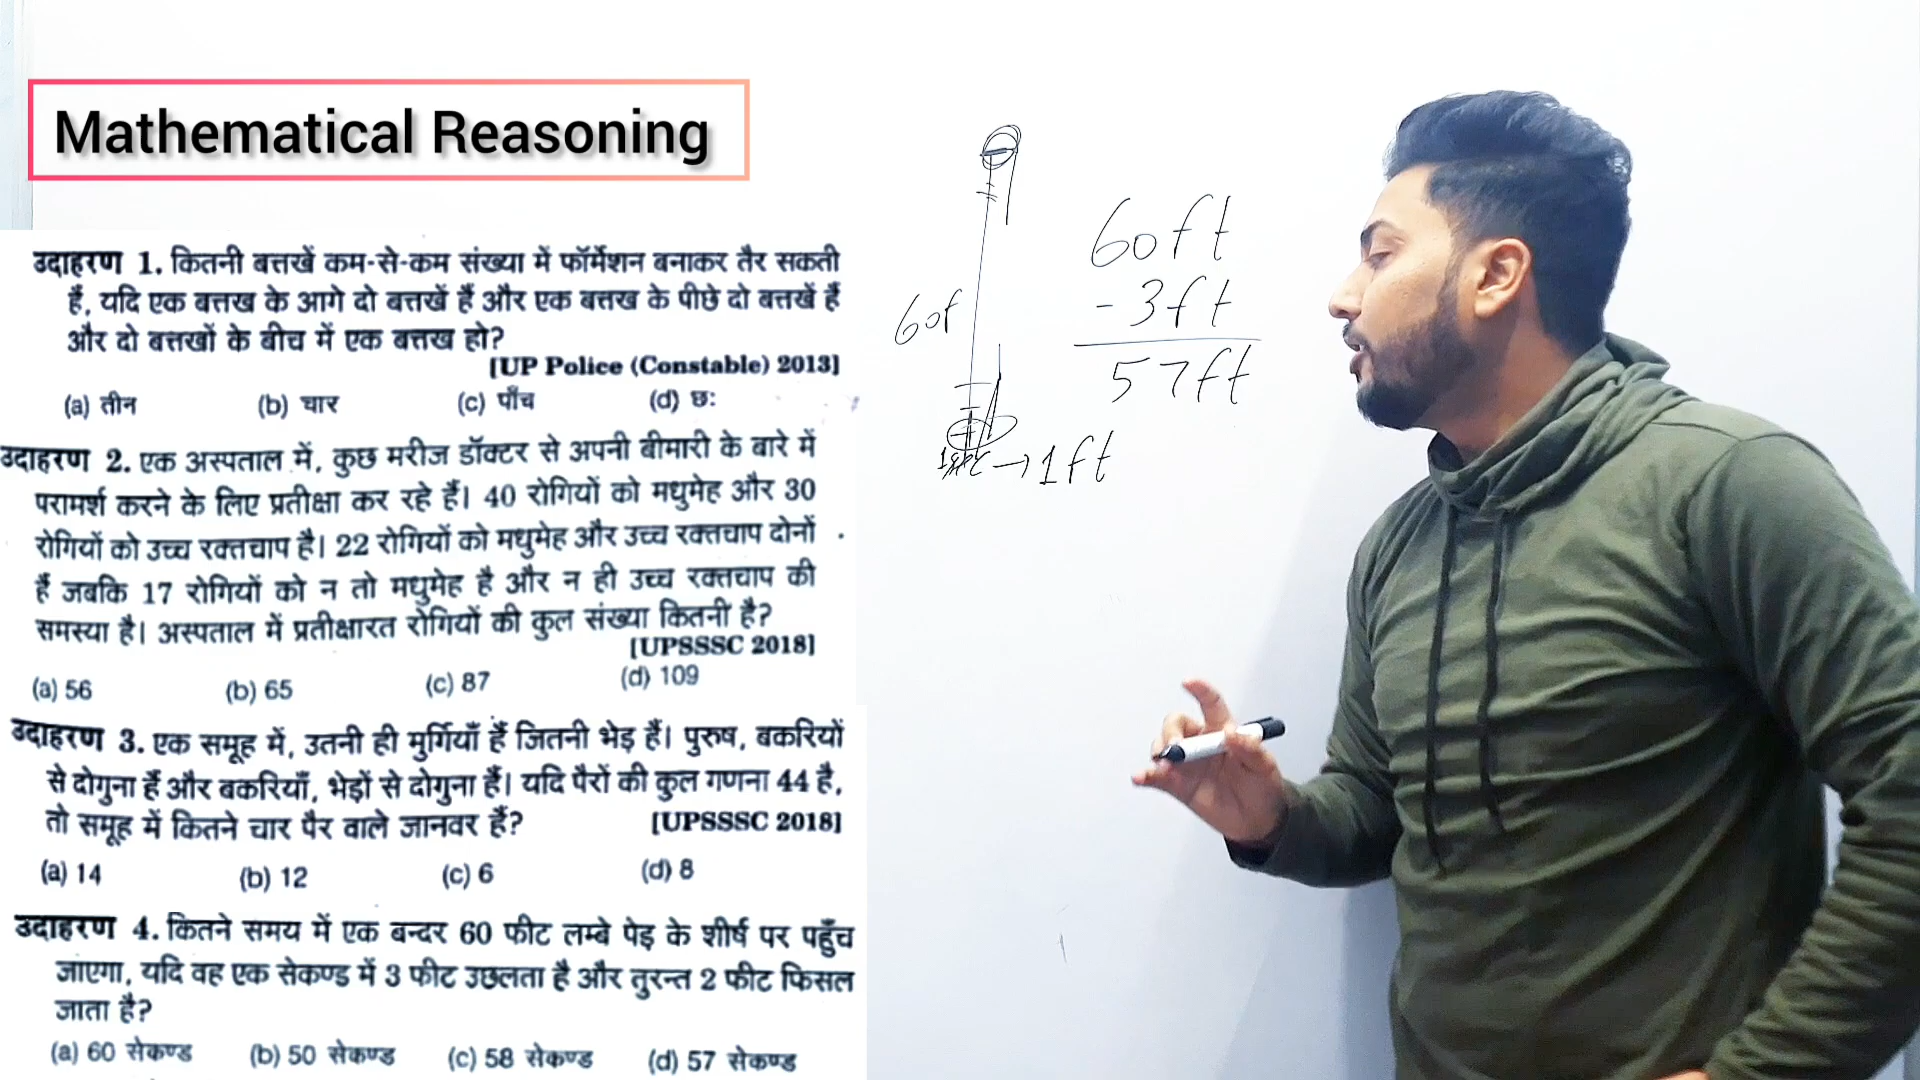 Mathematical Reasoning
उदाहरण 1. कितनी बत्तखें कम-से-कम संख्या में फॉर्मेशन बनाकर तैर सकती
हैं, यदि एक बत्तख के आगे दो बत्तखें हैं और एक बत्तख के पीछे दो बत्तखें हैं
और दो बत्तखों के बीच में एक बत्तख हो?
[UP Police (Constable) 2013]
(a) तीन (b) चार (c) पाँच (d) छः
उदाहरण 2. एक अस्पताल में, कुछ मरीज डॉक्टर से अपनी बीमारी के बारे में
परामर्श करने के लिए प्रतीक्षा कर रहे हैं। 40 रोगियों को मधुमेह और 30
रोगियों को उच्च रक्तचाप है। 22 रोगियों को मधुमेह और उच्च रक्तचाप दोनों
हैं जबकि 17 रोगियों को न तो मधुमेह है और न ही उच्च रक्तचाप की
समस्या है। अस्पताल में प्रतीक्षारत रोगियों की कुल संख्या कितनी है?
[UPSSSC 2018]
(a) 56 (b) 65 (c) 87 (d) 109
उदाहरण 3. एक समूह में, उतनी ही मुर्गियाँ हैं जितनी भेड़ हैं। पुरुष, बकरियों
से दोगुना हैं और बकरियाँ, भेड़ों से दोगुना हैं। यदि पैरों की कुल गणना 44 है,
तो समूह में कितने चार पैर वाले जानवर हैं? [UPSSSC 2018]
(a) 14 (b) 12 (c) 6 (d) 8
उदाहरण 4. कितने समय में एक बन्दर 60 फीट लम्बे पेड़ के शीर्ष पर पहुँच
जाएगा, यदि वह एक सेकण्ड में 3 फीट उछलता है और तुरन्त 2 फीट फिसल
जाता है?
(a) 60 सेकण्ड (b) 50 सेकण्ड (c) 58 सेकण्ड (d) 57 सेकण्ड
60f
60ft
-3ft
57ft
→1ft